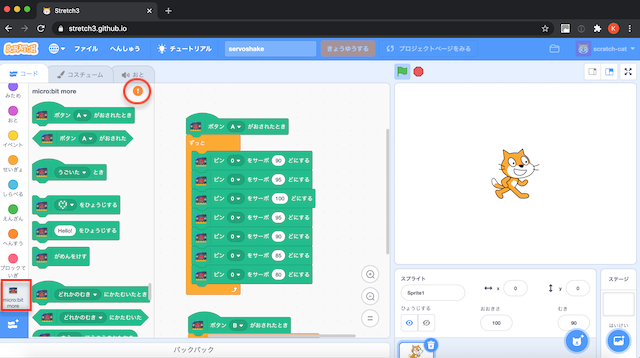 Stretch3
stretch3.github.io
K
SCRATCH
ファイル
へんしゅう
チュートリアル
servoshake
きょうゆうする
プロジェクトページをみる
scratch-cat
コード
コスチューム
おと
みため
おと
イベント
せいぎょ
しらべる
えんざん
へんすう
ブロックてい
ぎ
micro:bit
more
micro:bit more
!
ボタン A がおされたとき
ボタン A がおされた
うごいた とき
をひょうじする
Hello! をひょうじする
がめんをけす
どれかのむき にかたむいたとき
どれかのむき にかたむいた
ボタン A がおされたとき
ずっと
ピン 0 をサーボ 90 どにする
ピン 0 をサーボ 95 どにする
ピン 0 をサーボ 100 どにする
ピン 0 をサーボ 95 どにする
ピン 0 をサーボ 90 どにする
ピン 0 をサーボ 85 どにする
ピン 0 をサーボ 80 どにする
ボタン B がおされたとき
バックパック
スプライト
Sprite1
x 0
y 0
ひょうじする
おおきさ
100
むき
90
ステージ
はいけい